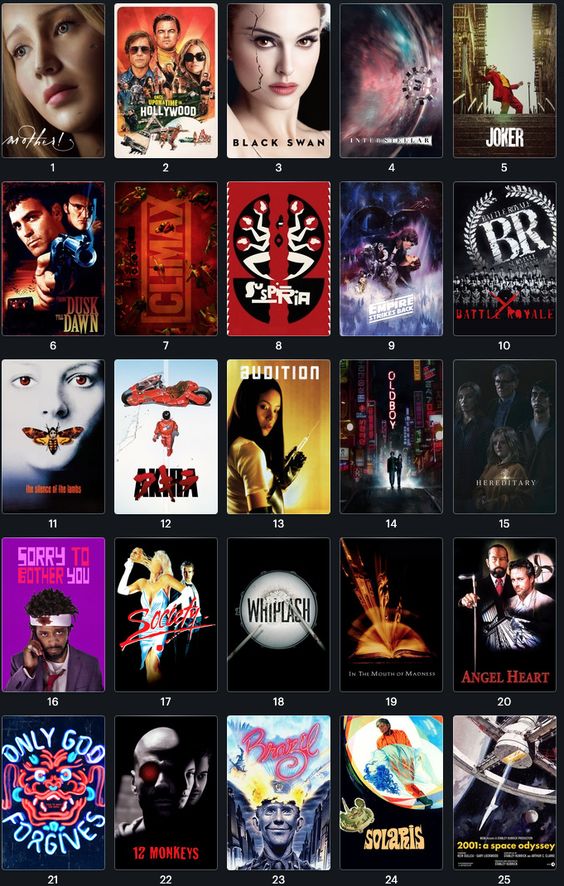 mother!
ONCE
UPON A TIME IN
HOLLYWOOD
BLACK SWAN
INTERSTELLAR
JOKER
1
2
3
4
5
DUSK
TILL
DAWN
CLIMAX
SUSPIRIA
EMPIRE
STRIKES BACK
BATTLE ROYALE
BR
BATTLE ROYALE
6
7
8
9
10
the silence of the lambs
AKIRA
アキラ
AUDITION
OLDBOY
HEREDITARY
11
12
13
14
15
SORRY TO
BOTHER YOU
Society
WHIPLASH
IN THE MOUTH OF MADNESS
ANGEL HEART
16
17
18
19
20
ONLY GOD
FORGIVES
12 MONKEYS
Brazil
SOLARIS
2001: a space odyssey
21
22
23
24
25